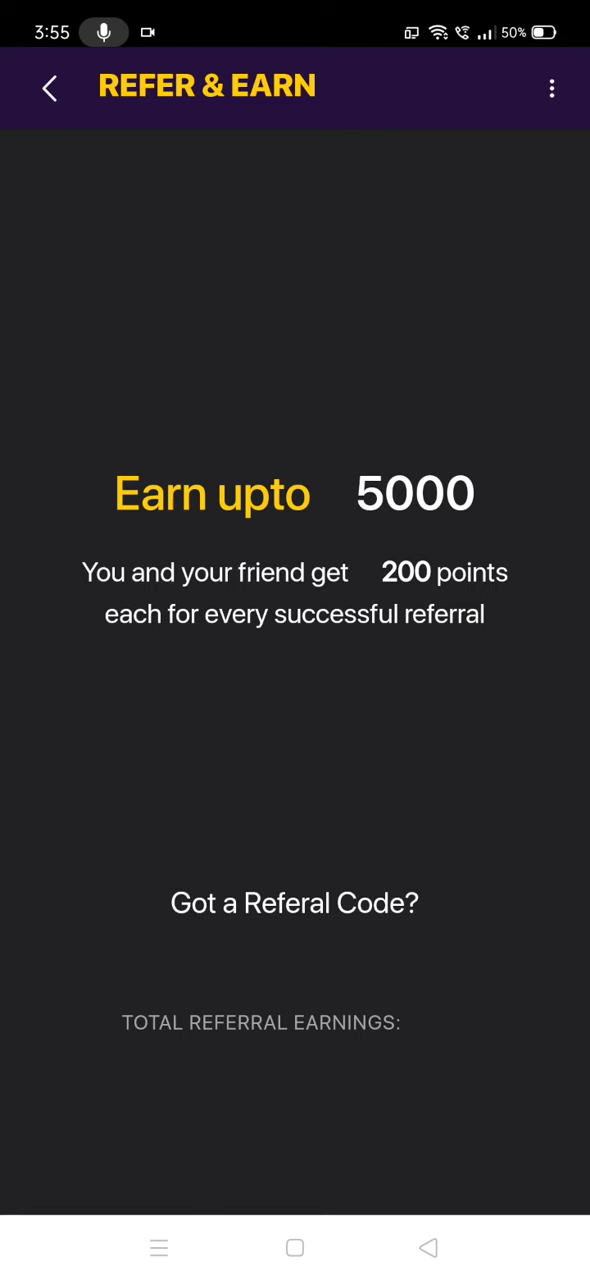 3:55
50%
REFER & EARN
Earn upto 5000
You and your friend get 200 points
each for every successful referral
Got a Referal Code?
TOTAL REFERRAL EARNINGS: